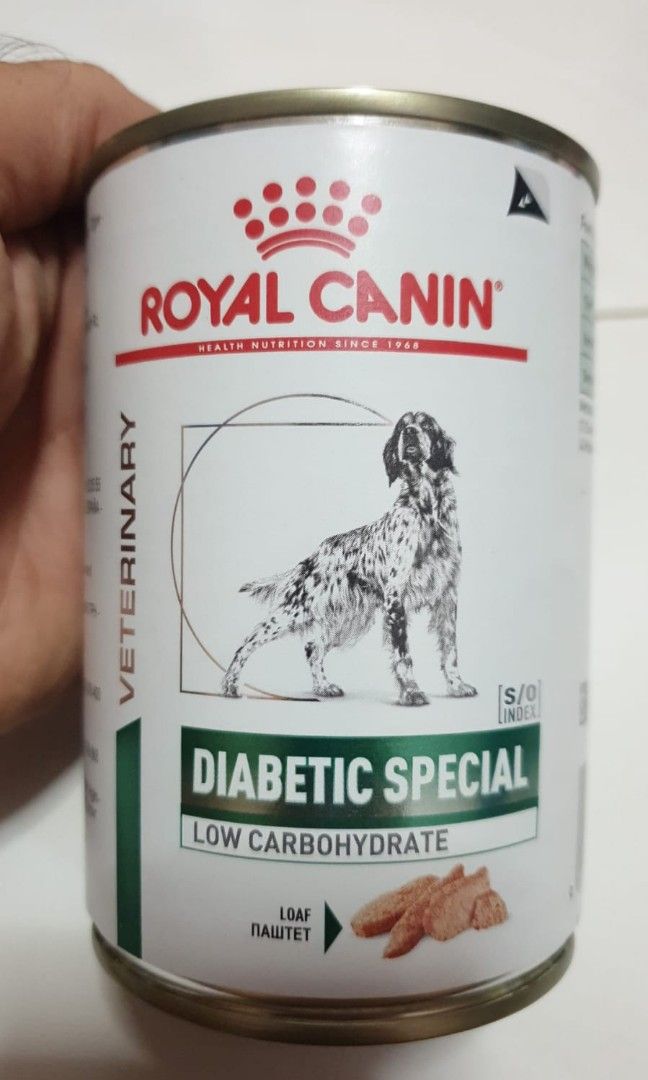 ROYAL CANIN®
HEALTH NUTRITION SINCE 1968
VETERINARY
S/O
INDEX
DIABETIC SPECIAL
LOW CARBOHYDRATE
LOAF
ПАШТЕТ